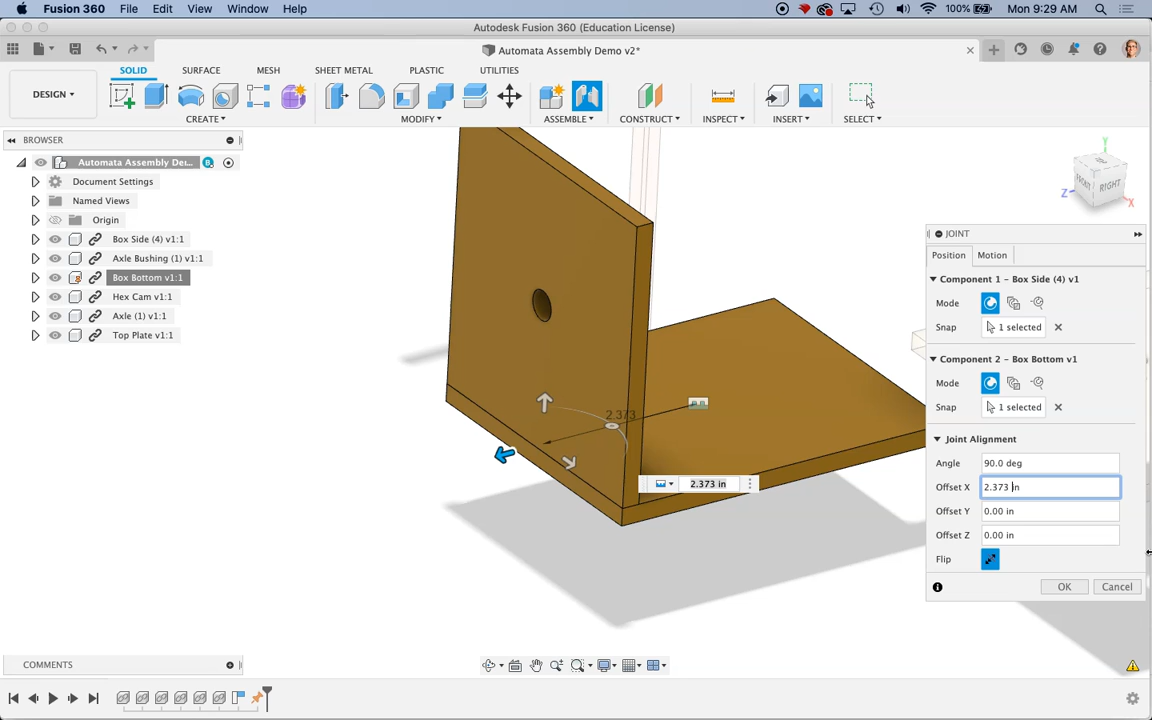 Fusion 360 File Edit View Window Help 100% Mon 9:29 AM
Autodesk Fusion 360 (Education License)
Automata Assembly Demo v2*
SOLID SURFACE MESH SHEET METAL PLASTIC UTILITIES
DESIGN
CREATE MODIFY ASSEMBLE CONSTRUCT INSPECT INSERT SELECT
BROWSER
Automata Assembly Dei...
Document Settings
Named Views
Origin
Box Side (4) v1:1
Axle Bushing (1) v1:1
Box Bottom v1:1
Hex Cam v1:1
Axle (1) v1:1
Top Plate v1:1
Y
FRONT RIGHT
Z
X
2.373
2.373 in
JOINT
Position Motion
Component 1 - Box Side (4) v1
Mode
Snap 1 selected
Component 2 - Box Bottom v1
Mode
Snap 1 selected
Joint Alignment
Angle 90.0 deg
Offset X 2.373 in
Offset Y 0.00 in
Offset Z 0.00 in
Flip
OK Cancel
COMMENTS